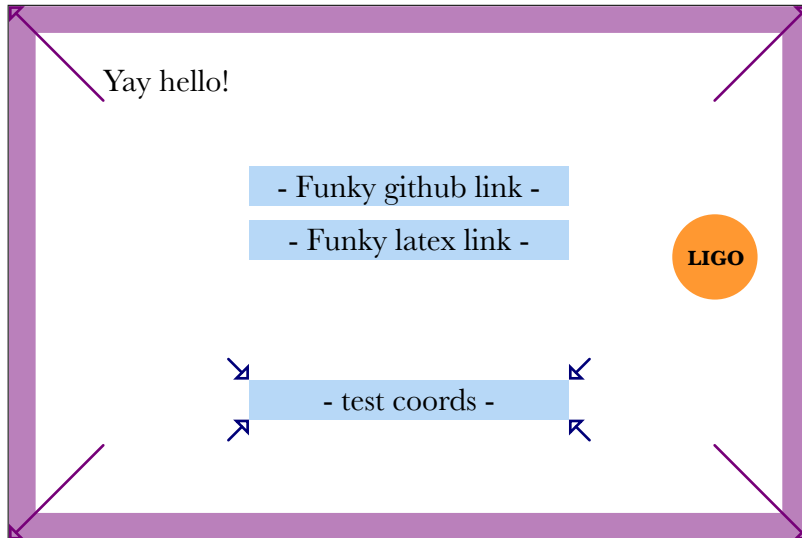 Yay hello!
- Funky github link -
- Funky latex link -
LIGO
- test coords -